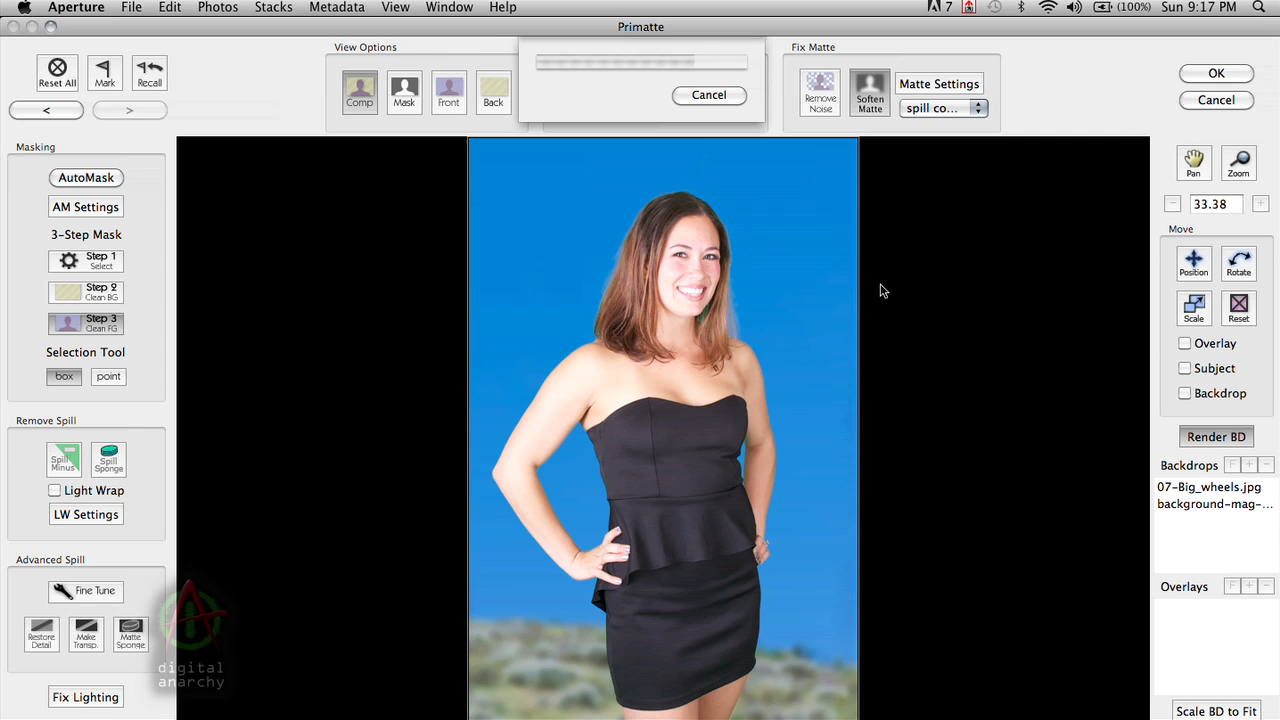 Aperture File Edit Photos Stacks Metadata View Window Help 7 (100%) Sun 9:17 PM
Primatte
View Options
Fix Matte
Reset All
Mark
Recall
Comp
Mask
Front
Back
Cancel
Remove Noise
Soften Matte
Matte Settings
spill co...
OK
Cancel
<
>
Masking
AutoMask
AM Settings
3-Step Mask
Step 1
Select
Step 2
Clean BG
Step 3
Clean FG
Selection Tool
box
point
Remove Spill
Spill Minus
Spill Sponge
Light Wrap
LW Settings
Advanced Spill
Fine Tune
Restore Detail
Make Transp.
Matte Sponge
Fix Lighting
digital
anarchy
Pan
Zoom
- 33.38 +
Move
Position
Rotate
Scale
Reset
Overlay
Subject
Backdrop
Render BD
Backdrops F + -
07-Big_wheels.jpg
background-mag-...
Overlays F + -
Scale BD to Fit